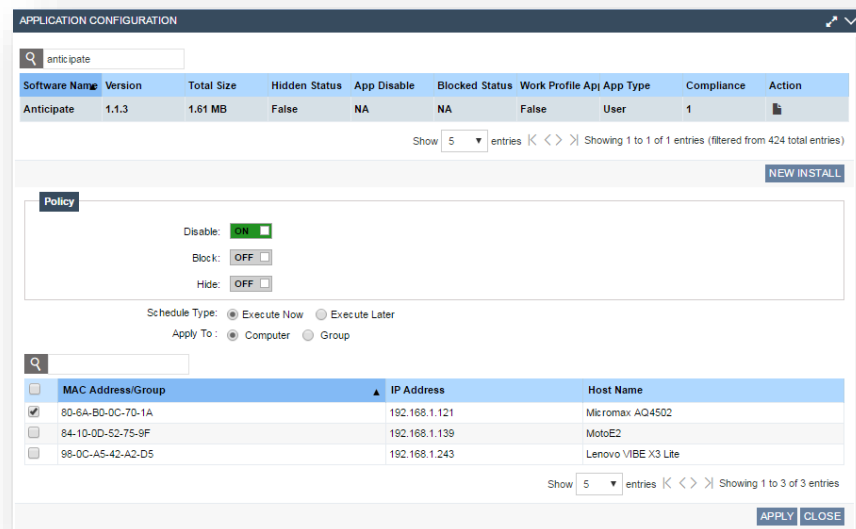 APPLICATION CONFIGURATION
anticipate
Software Name Version Total Size Hidden Status App Disable Blocked Status Work Profile App App Type Compliance Action
Anticipate 1.1.3 1.61 MB False NA NA False User 1
Show 5 entries Showing 1 to 1 of 1 entries (filtered from 424 total entries)
NEW INSTALL
Policy
Disable: ON
Block: OFF
Hide: OFF
Schedule Type: Execute Now Execute Later
Apply To : Computer Group
MAC Address/Group IP Address Host Name
80-6A-B0-0C-70-1A 192.168.1.121 Micromax AQ4502
84-10-0D-52-75-9F 192.168.1.139 MotoE2
98-0C-A5-42-A2-D5 192.168.1.243 Lenovo VIBE X3 Lite
Show 5 entries Showing 1 to 3 of 3 entries
APPLY CLOSE